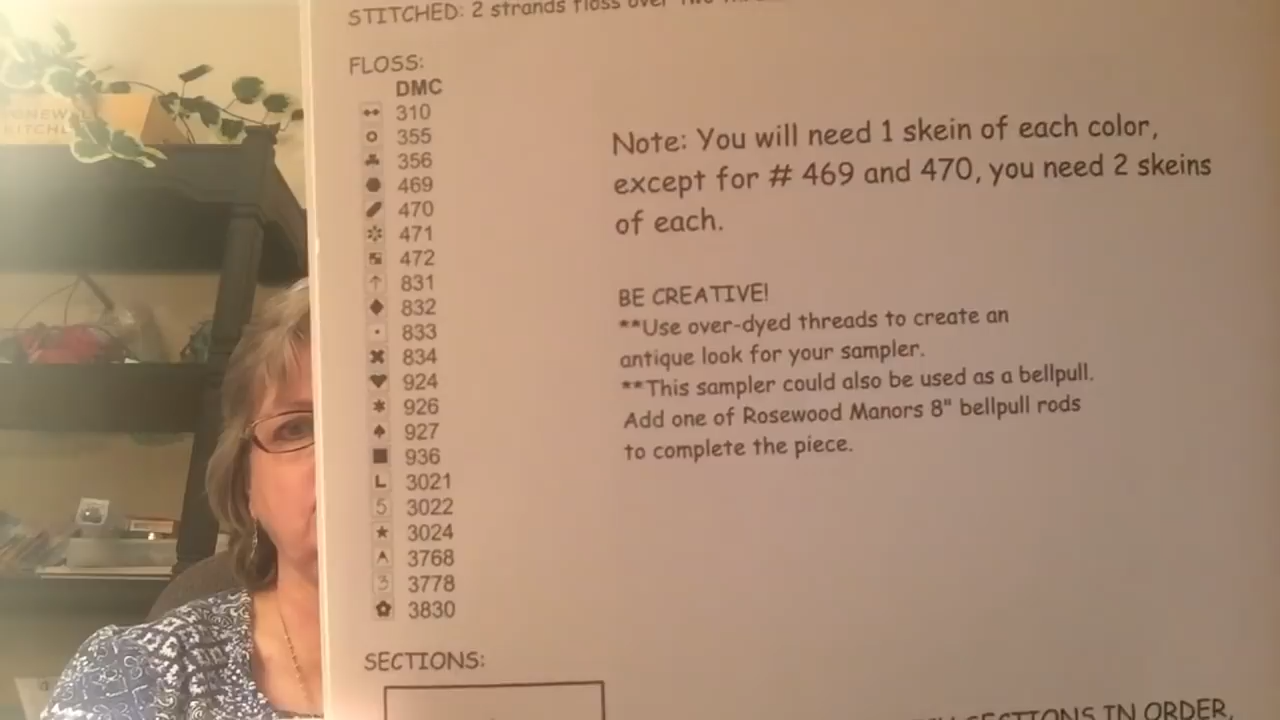 STITCHED: 2 strands floss over
FLOSS:
DMC
310
355
356
469
470
471
472
831
832
833
834
924
926
927
936
L 3021
5 3022
3024
3768
3 3778
3830
Note: You will need 1 skein of each color,
except for # 469 and 470, you need 2 skeins
of each.
BE CREATIVE!
**Use over-dyed threads to create an
antique look for your sampler.
**This sampler could also be used as a bellpull.
Add one of Rosewood Manors 8" bellpull rods
to complete the piece.
SECTIONS:
SECTIONS IN ORDER,